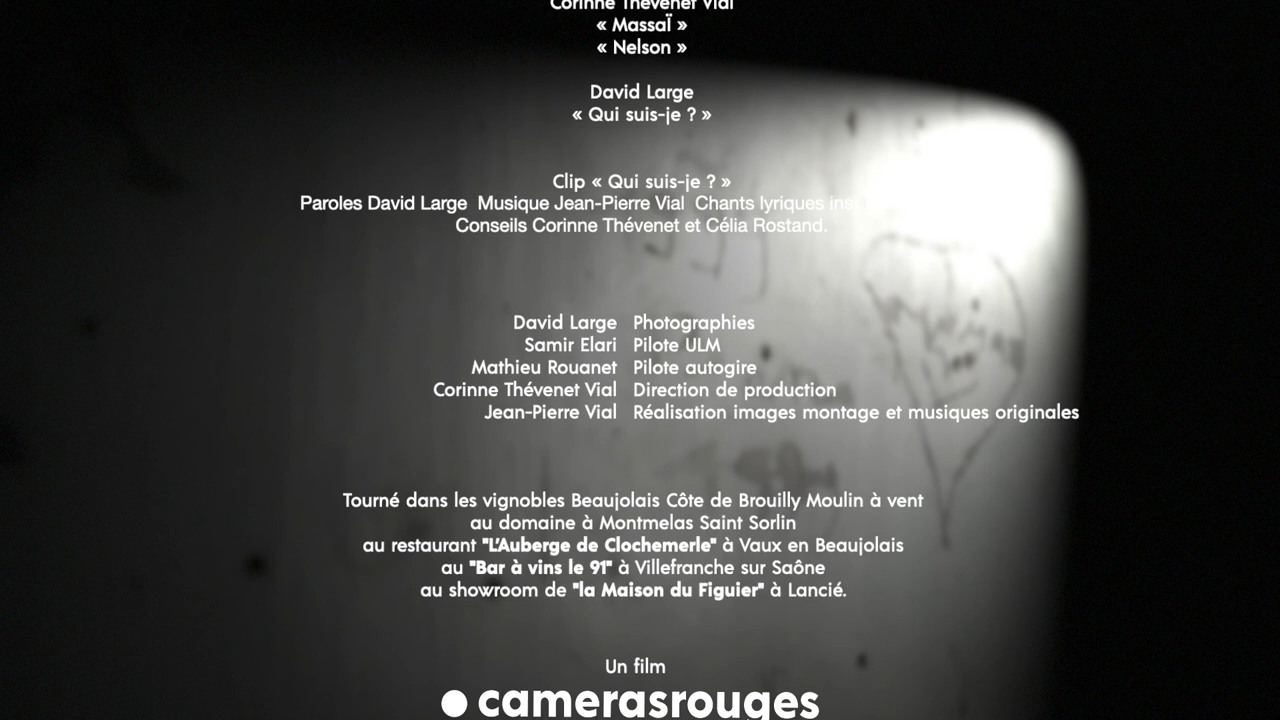 Corinne Thévenet Vial
« MassaÏ »
« Nelson »
David Large
« Qui suis-je ? »
Clip « Qui suis-je ? »
Paroles David Large Musique Jean-Pierre Vial Chants lyriques
Conseils Corinne Thévenet et Célia Rostand.
David Large Photographies
Samir Elari Pilote ULM
Mathieu Rouanet Pilote autogire
Corinne Thévenet Vial Direction de production
Jean-Pierre Vial Réalisation images montage et musiques originales
Tourné dans les vignobles Beaujolais Côte de Brouilly Moulin à vent
au domaine à Montmelas Saint Sorlin
au restaurant "L'Auberge de Clochemerle" à Vaux en Beaujolais
au "Bar à vins le 91" à Villefranche sur Saône
au showroom de "la Maison du Figuier" à Lancié.
Un film
camerasrouges